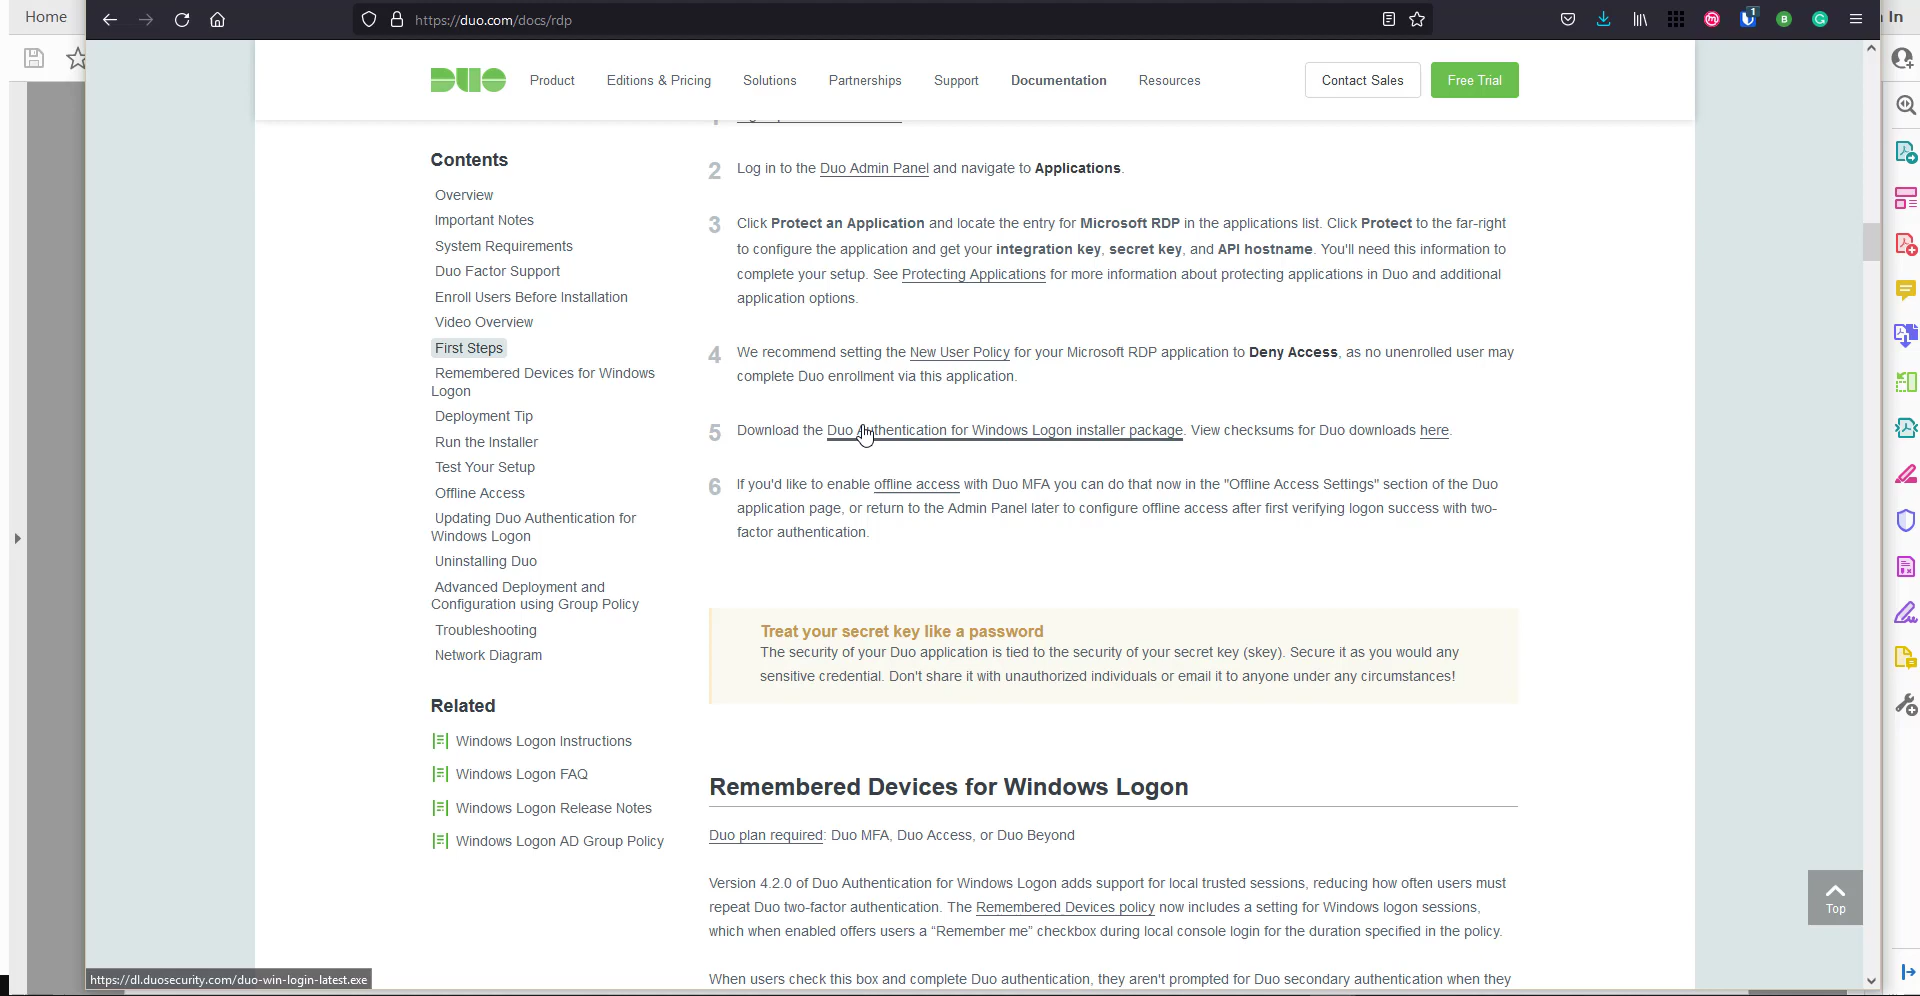 Home
https://duo.com/docs/rdp
1
In
DUO
Product
Editions & Pricing
Solutions
Partnerships
Support
Documentation
Resources
Contact Sales
Free Trial
Contents
Overview
Important Notes
System Requirements
Duo Factor Support
Enroll Users Before Installation
Video Overview
First Steps
Remembered Devices for Windows
Logon
Deployment Tip
Run the Installer
Test Your Setup
Offline Access
Updating Duo Authentication for
Windows Logon
Uninstalling Duo
Advanced Deployment and
Configuration using Group Policy
Troubleshooting
Network Diagram
Related
Windows Logon Instructions
Windows Logon FAQ
Windows Logon Release Notes
Windows Logon AD Group Policy
2 Log in to the Duo Admin Panel and navigate to Applications.
3 Click Protect an Application and locate the entry for Microsoft RDP in the applications list. Click Protect to the far-right
to configure the application and get your integration key, secret key, and API hostname. You'll need this information to
complete your setup. See Protecting Applications for more information about protecting applications in Duo and additional
application options.
4 We recommend setting the New User Policy for your Microsoft RDP application to Deny Access, as no unenrolled user may
complete Duo enrollment via this application.
5 Download the Duo Authentication for Windows Logon installer package. View checksums for Duo downloads here.
6 If you'd like to enable offline access with Duo MFA you can do that now in the "Offline Access Settings" section of the Duo
application page, or return to the Admin Panel later to configure offline access after first verifying logon success with two-
factor authentication.
Treat your secret key like a password
The security of your Duo application is tied to the security of your secret key (skey). Secure it as you would any
sensitive credential. Don't share it with unauthorized individuals or email it to anyone under any circumstances!
Remembered Devices for Windows Logon
Duo plan required: Duo MFA, Duo Access, or Duo Beyond
Version 4.2.0 of Duo Authentication for Windows Logon adds support for local trusted sessions, reducing how often users must
repeat Duo two-factor authentication. The Remembered Devices policy now includes a setting for Windows logon sessions,
which when enabled offers users a “Remember me” checkbox during local console login for the duration specified in the policy.
When users check this box and complete Duo authentication, they aren't prompted for Duo secondary authentication when they
Top
https://dl.duosecurity.com/duo-win-login-latest.exe